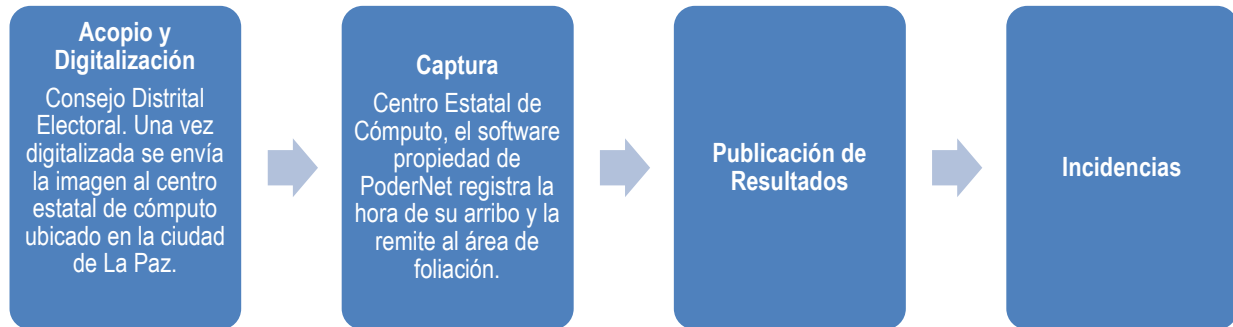 Acopio y
Digitalización
Consejo Distrital
Electoral. Una vez
digitalizada se envía
la imagen al centro
estatal de cómputo
ubicado en la ciudad
de La Paz.
Captura
Centro Estatal de
Cómputo, el software
propiedad de
PoderNet registra la
hora de su arribo y la
remite al área de
foliación.
Publicación de
Resultados
Incidencias